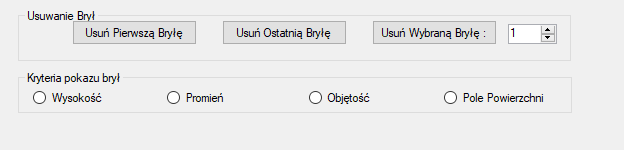 Usuwanie Brył
Usuń Pierwszą Bryłę Usuń Ostatnią Bryłę Usuń Wybraną Bryłę : 1
Kryteria pokazu brył
Wysokość Promień Objętość Pole Powierzchni